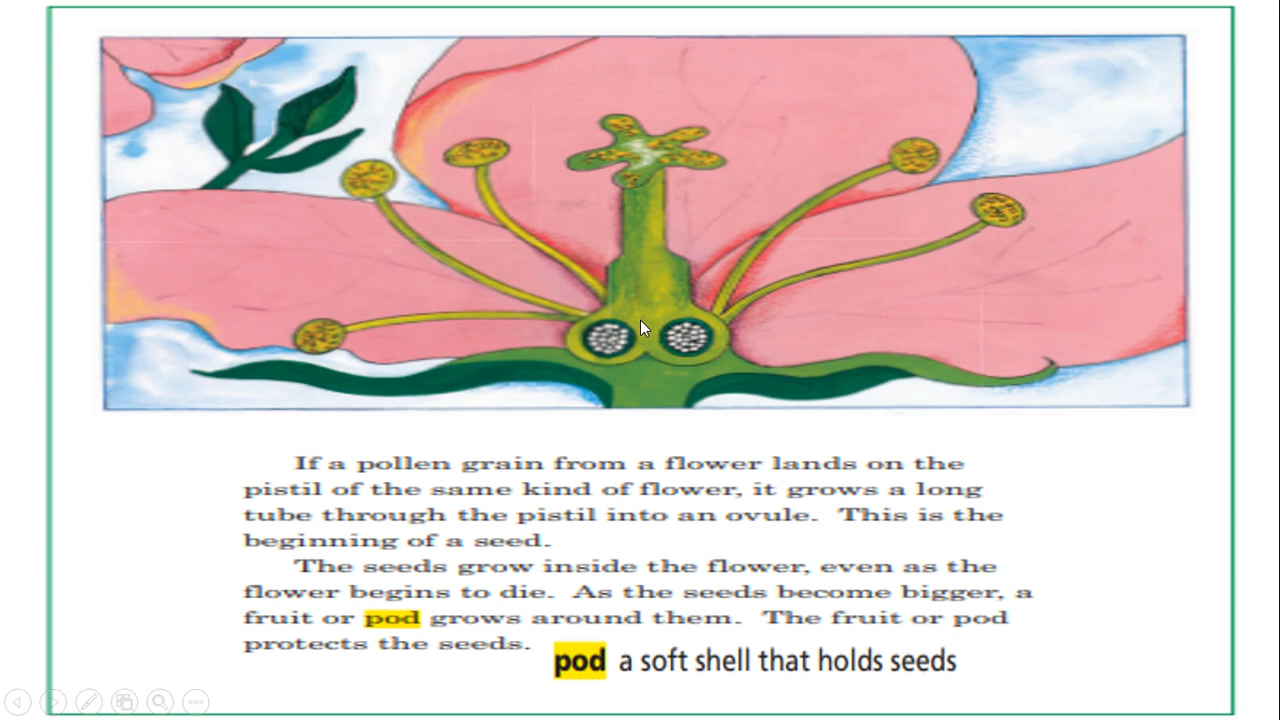 If a pollen grain from a flower lands on the
pistil of the same kind of flower, it grows a long
tube through the pistil into an ovule. This is the
beginning of a seed.
The seeds grow inside the flower, even as the
flower begins to die. As the seeds become bigger, a
fruit or pod grows around them. The fruit or pod
protects the seeds.
pod a soft shell that holds seeds